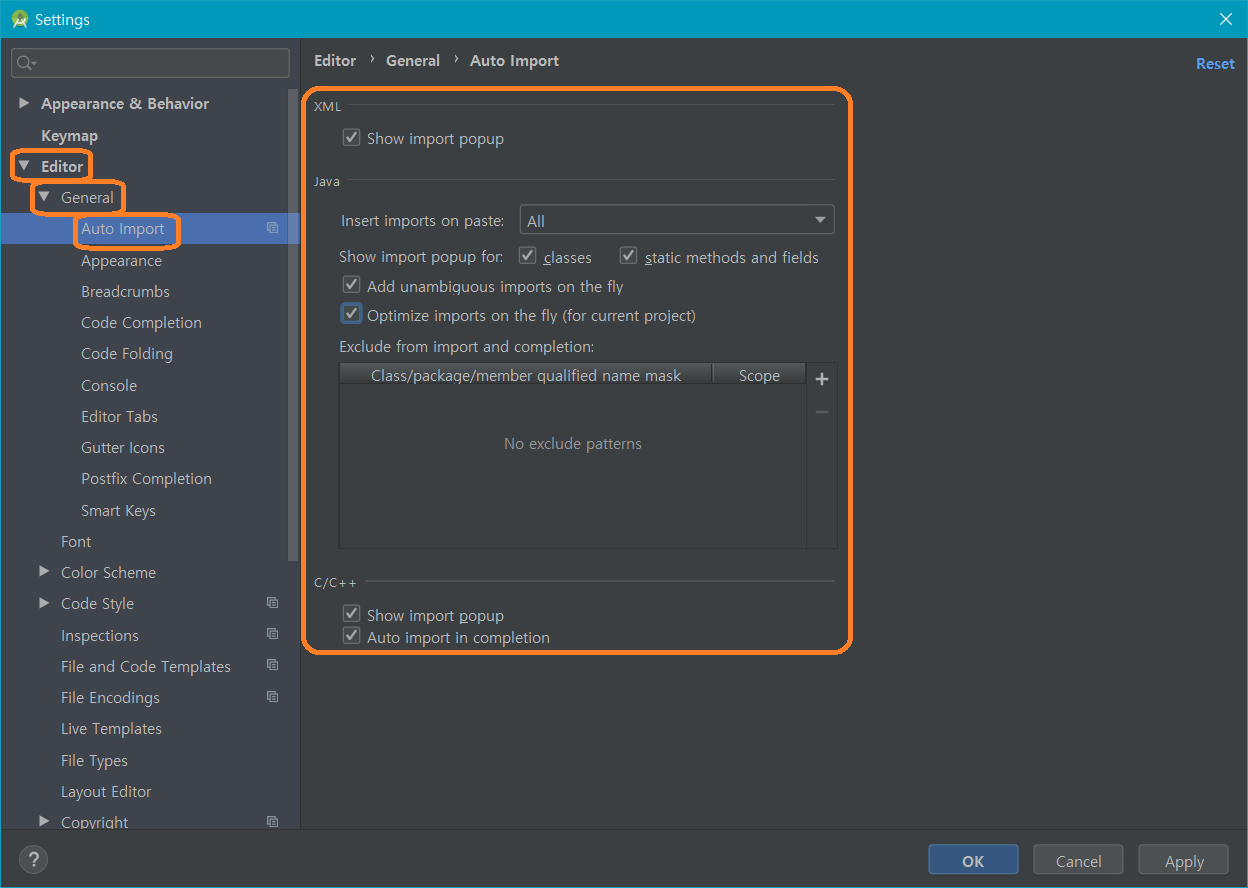 Settings
Editor › General › Auto Import
Reset
Appearance & Behavior
Keymap
Editor
General
Auto Import
Appearance
Breadcrumbs
Code Completion
Code Folding
Console
Editor Tabs
Gutter Icons
Postfix Completion
Smart Keys
Font
Color Scheme
Code Style
Inspections
File and Code Templates
File Encodings
Live Templates
File Types
Layout Editor
Copyright
XML
Show import popup
Java
Insert imports on paste: All
Show import popup for: classes static methods and fields
Add unambiguous imports on the fly
Optimize imports on the fly (for current project)
Exclude from import and completion:
Class/package/member qualified name mask Scope
No exclude patterns
C/C++
Show import popup
Auto import in completion
? OK Cancel Apply